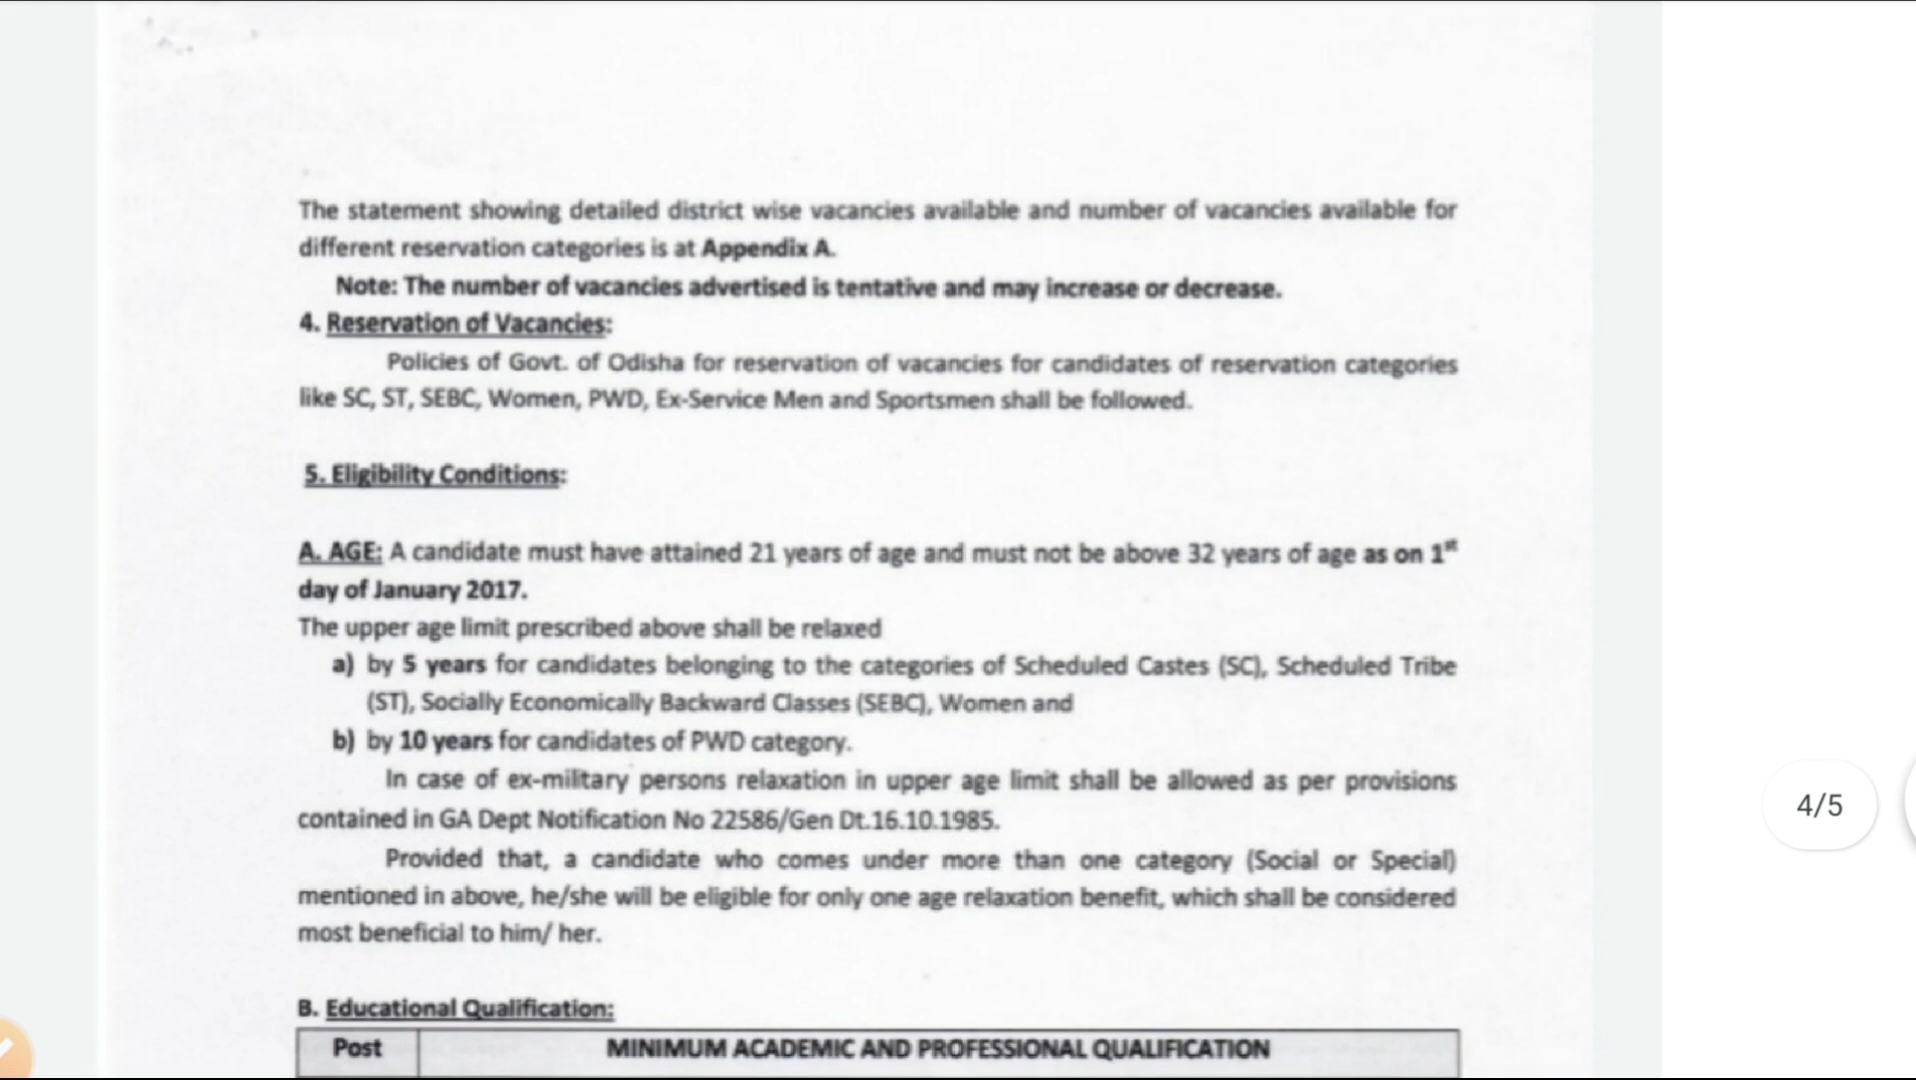 The statement showing detailed district wise vacancies available and number of vacancies available for
different reservation categories is at Appendix A.
Note: The number of vacancies advertised is tentative and may increase or decrease.
4. Reservation of Vacancies:
Policies of Govt. of Odisha for reservation of vacancies for candidates of reservation categories
like SC, ST, SEBC, Women, PWD, Ex-Service Men and Sportsmen shall be followed.
5. Eligibility Conditions:
A. AGE: A candidate must have attained 21 years of age and must not be above 32 years of age as on 1st
day of January 2017.
The upper age limit prescribed above shall be relaxed
a) by 5 years for candidates belonging to the categories of Scheduled Castes (SC), Scheduled Tribe
(ST), Socially Economically Backward Classes (SEBC), Women and
b) by 10 years for candidates of PWD category.
In case of ex-military persons relaxation in upper age limit shall be allowed as per provisions
contained in GA Dept Notification No 22586/Gen Dt.16.10.1985.
Provided that, a candidate who comes under more than one category (Social or Special)
mentioned in above, he/she will be eligible for only one age relaxation benefit, which shall be considered
most beneficial to him/ her.
B. Educational Qualification:
Post MINIMUM ACADEMIC AND PROFESSIONAL QUALIFICATION
4/5